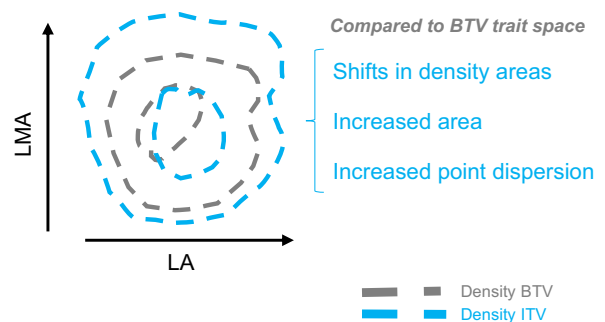 Compared to BTV trait space
Shifts in density areas
Increased area
Increased point dispersion
LMA
LA
Density BTV
Density ITV